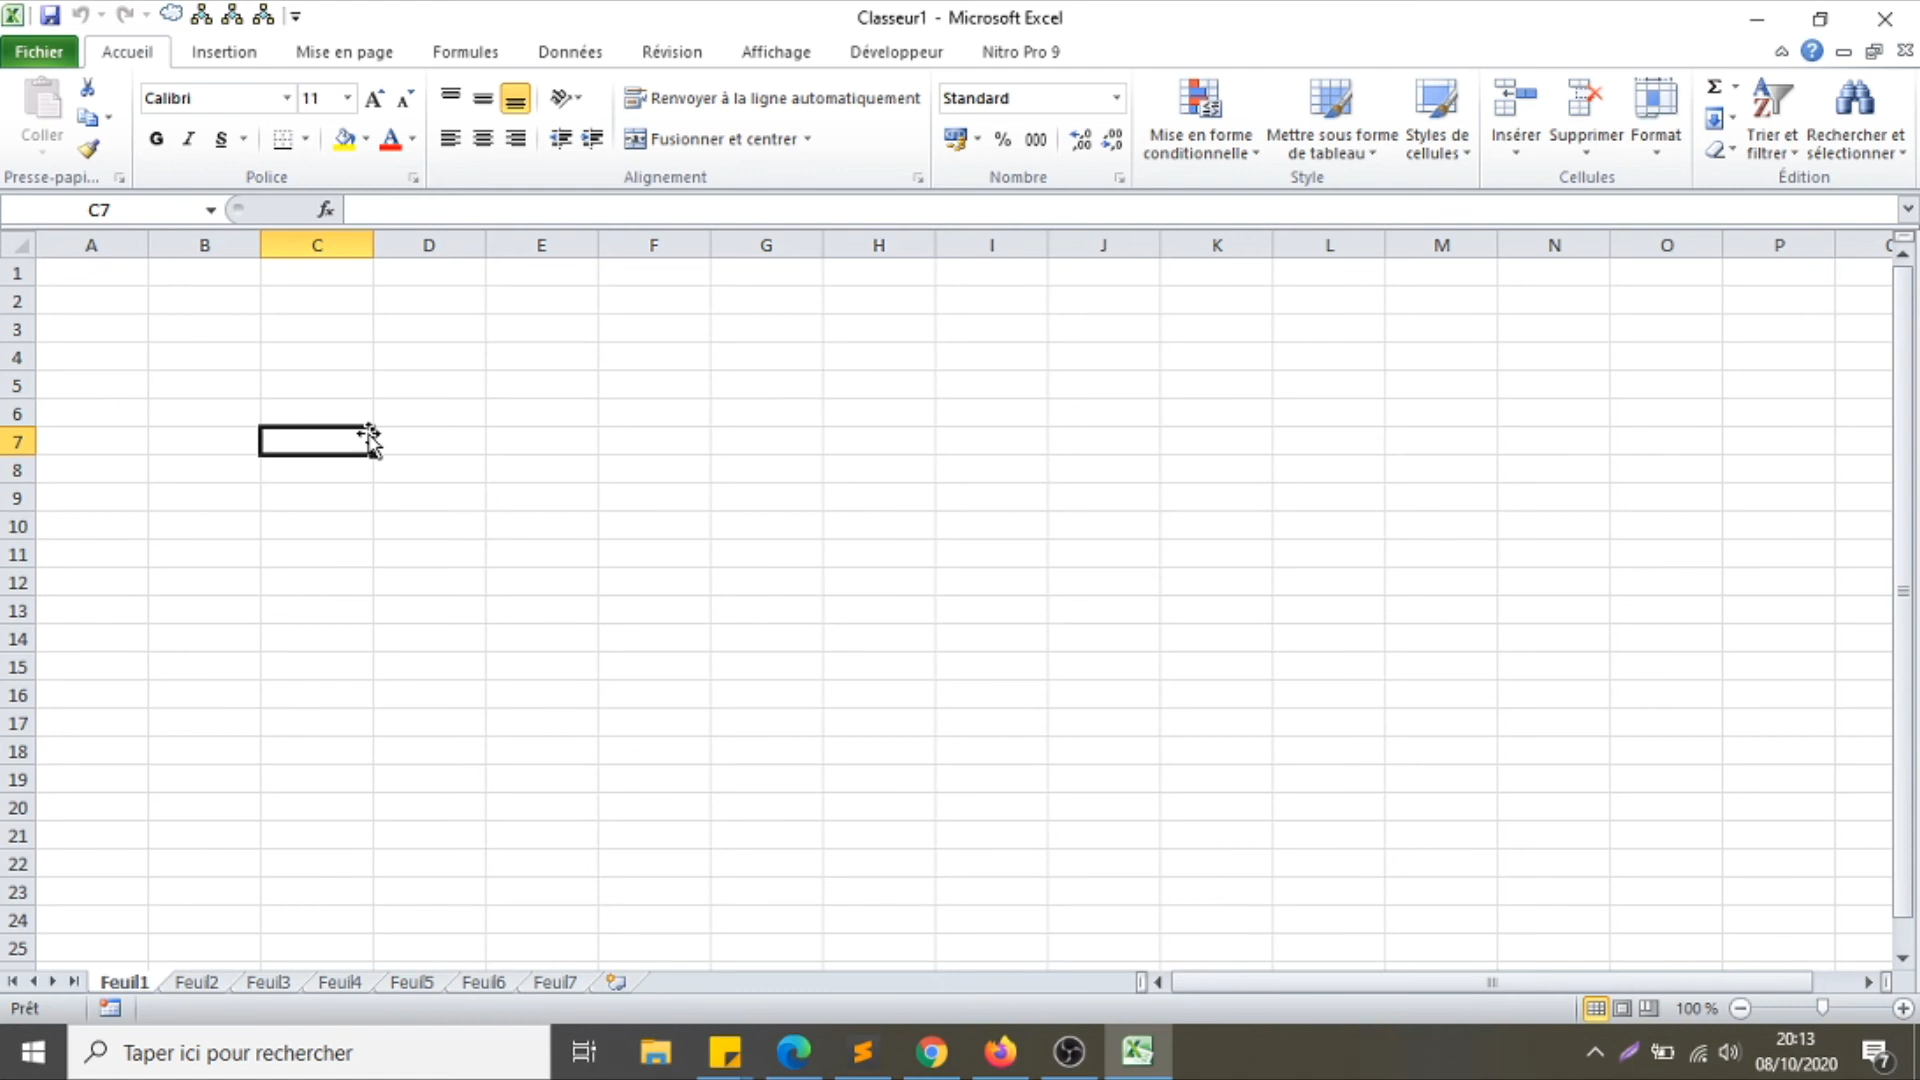 Classeur1 - Microsoft Excel
Fichier Accueil Insertion Mise en page Formules Données Révision Affichage Développeur Nitro Pro 9
Calibri 11 Renvoyer à la ligne automatiquement Standard
Coller
G I S Fusionner et centrer % 000 ,00 ,00 ,0
Mise en forme conditionnelle
Mettre sous forme de tableau
Styles de cellules
Insérer Supprimer Format
Σ
Trier et filtrer
Rechercher et sélectionner
Presse-papi... Police Alignement Nombre Style Cellules Édition
C7 fx
A B C D E F G H I J K L M N O P
1
2
3
4
5
6
7
8
9
10
11
12
13
14
15
16
17
18
19
20
21
22
23
24
25
Feuil1 Feuil2 Feuil3 Feuil4 Feuil5 Feuil6 Feuil7
Prêt 100 %
Taper ici pour rechercher
20:13
08/10/2020
7